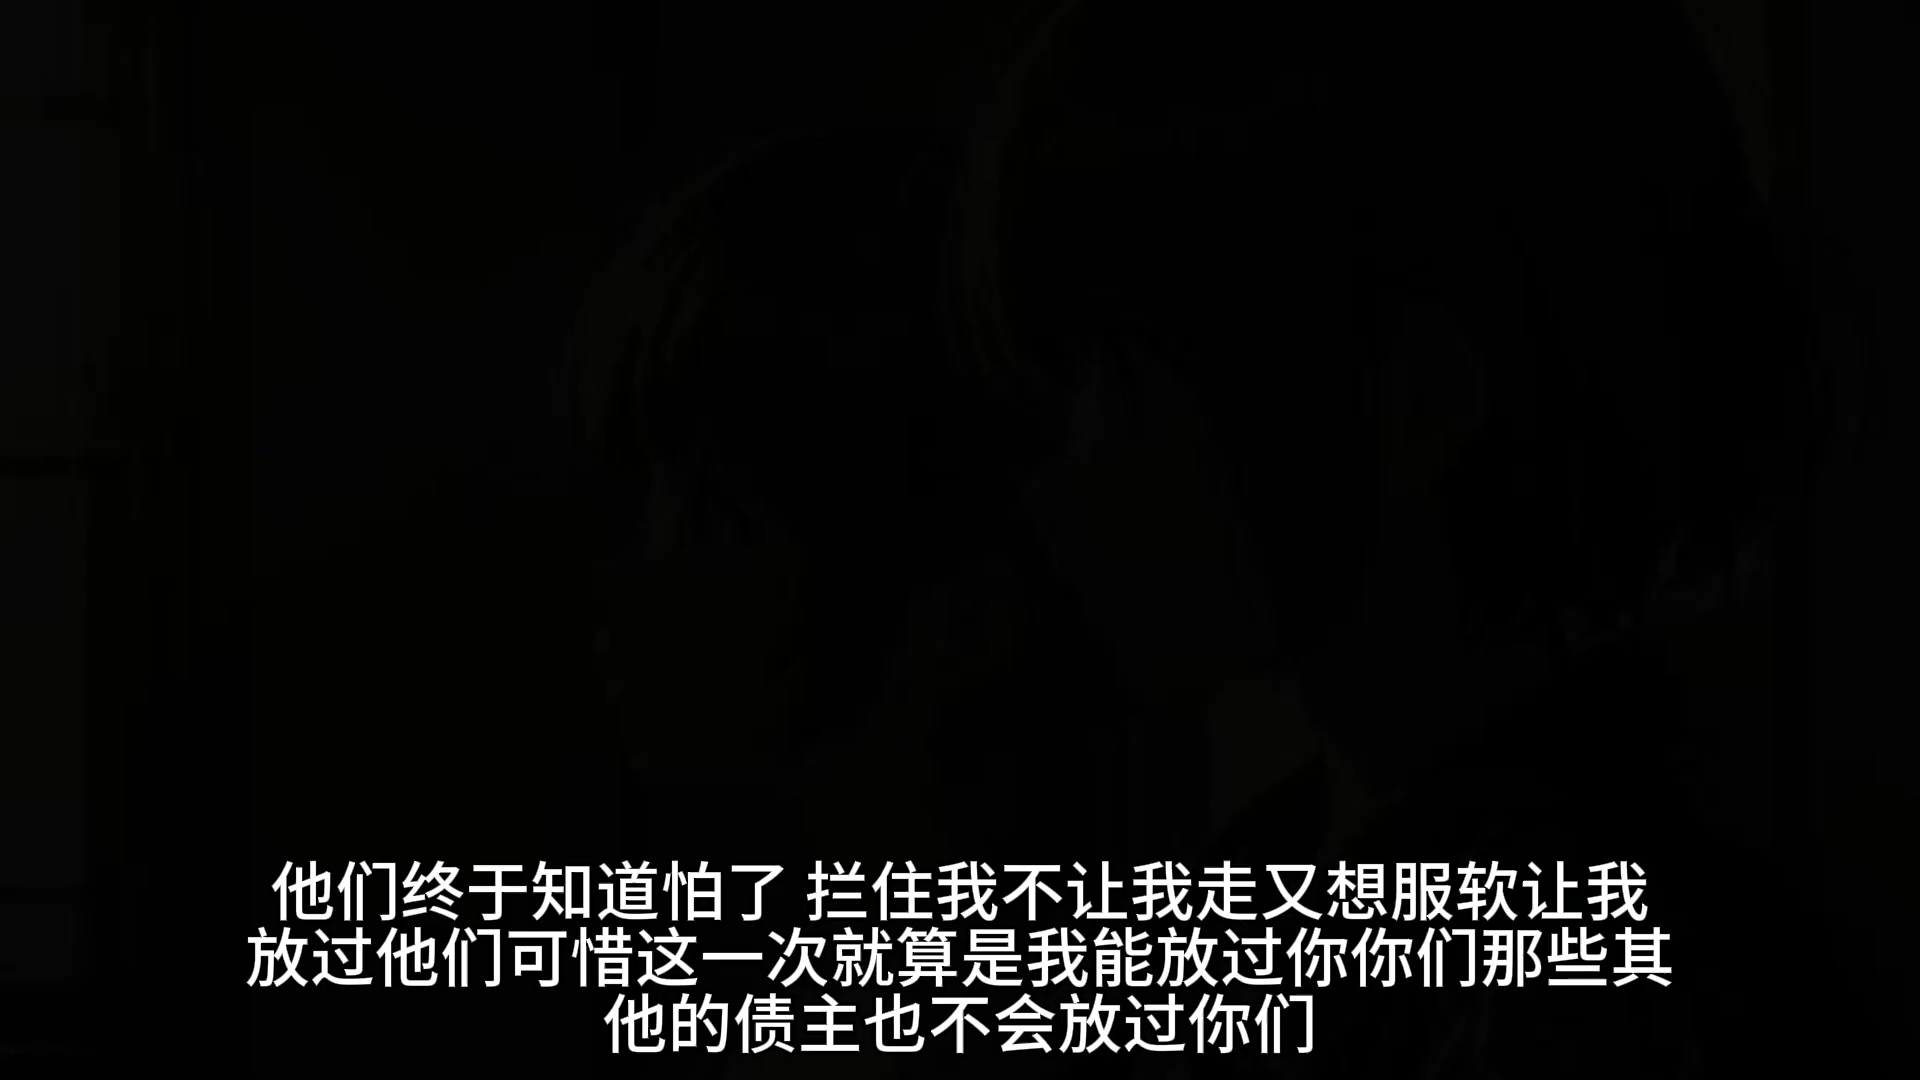 他们终于知道怕了 拦住我不让我走又想服软让我
放过他们可惜这一次就算是我能放过你你们那些其
他的债主也不会放过你们